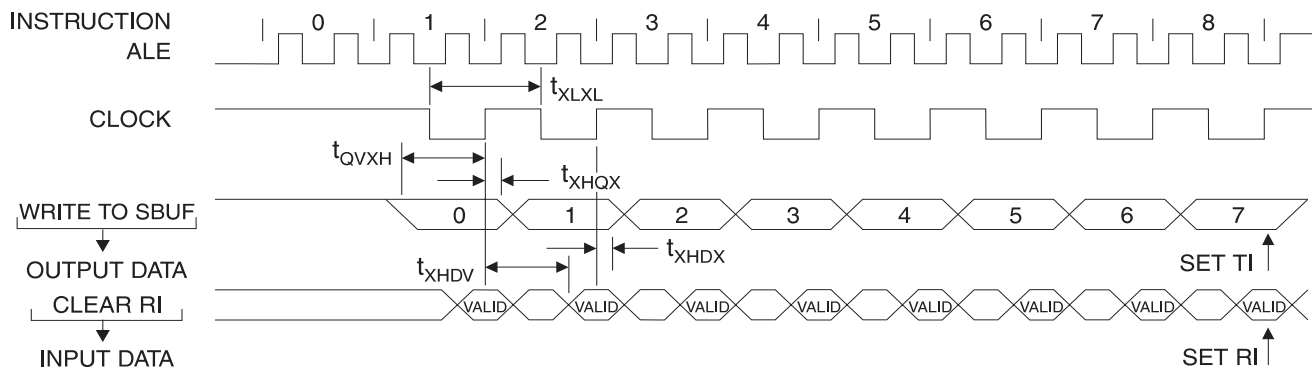 INSTRUCTION 0 1 2 3 4 5 6 7 8
ALE
tXLXL
CLOCK
tQVXH
tXHQX
WRITE TO SBUF 0 1 2 3 4 5 6 7
tXHDX
tXHDV
OUTPUT DATA SET TI
CLEAR RI VALID VALID VALID VALID VALID VALID VALID VALID
INPUT DATA SET RI